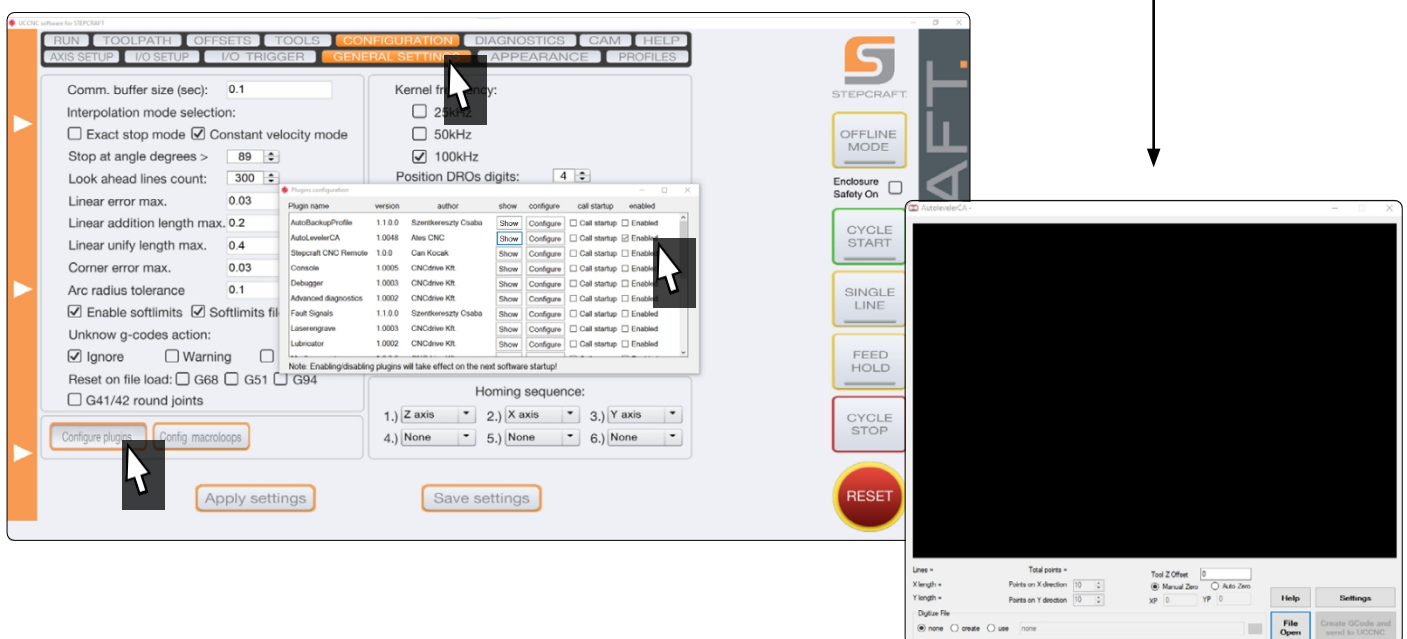 UCCNC software for STEPCRAFT
RUN TOOLPATH OFFSETS TOOLS CONFIGURATION DIAGNOSTICS CAM HELP
AXIS SETUP I/O SETUP I/O TRIGGER GENERAL SETTINGS APPEARANCE PROFILES
Comm. buffer size (sec): 0.1
Interpolation mode selection:
Exact stop mode Constant velocity mode
Stop at angle degrees > 89
Look ahead lines count: 300
Linear error max. 0.03
Linear addition length max. 0.2
Linear unify length max. 0.4
Corner error max. 0.03
Arc radius tolerance 0.1
Enable softlimits Softlimits fil
Unknow g-codes action:
Ignore Warning
Reset on file load: G68 G51 G94
G41/42 round joints
Configure plugins Config macroloops
Apply settings Save settings
Kernel frequency:
25kHz
50kHz
100kHz
Position DROs digits: 4
Plugins configuration
Plugin name version author show configure call startup enabled
AutoBackupProfile 1.1.0.0 Szentkereszty Csaba Show Configure Call startup Enabled
AutoLevelerCA 1.0048 Ates CNC Show Configure Call startup Enabled
Stepcraft CNC Remote 1.0.0 Can Kocak Show Configure Call startup Enabled
Console 1.0005 CNCdrive Kft. Show Configure Call startup Enabled
Debugger 1.0003 CNCdrive Kft. Show Configure Call startup Enabled
Advanced diagnostics 1.0002 CNCdrive Kft. Show Configure Call startup Enabled
Fault Signals 1.1.0.0 Szentkereszty Csaba Show Configure Call startup Enabled
Laserengrave 1.0003 CNCdrive Kft. Show Configure Call startup Enabled
Lubricator 1.0002 CNCdrive Kft. Show Configure Call startup Enabled
Note: Enabling/disabling plugins will take effect on the next software startup!
Homing sequence:
1.) Z axis 2.) X axis 3.) Y axis
4.) None 5.) None 6.) None
STEPCRAFT.
OFFLINE
MODE
Enclosure
Safety On
CYCLE
START
SINGLE
LINE
FEED
HOLD
CYCLE
STOP
RESET
AFT.
AutolevelerCA -
Lines =
X length =
Y length =
Total points =
Points on X direction 10
Points on Y direction 10
Tool Z Offset 0
Manual Zero Auto Zero
XP 0 YP 0
Help Settings
Digitize File
none create use none
File
Open
Create GCode and
send to UCCNC